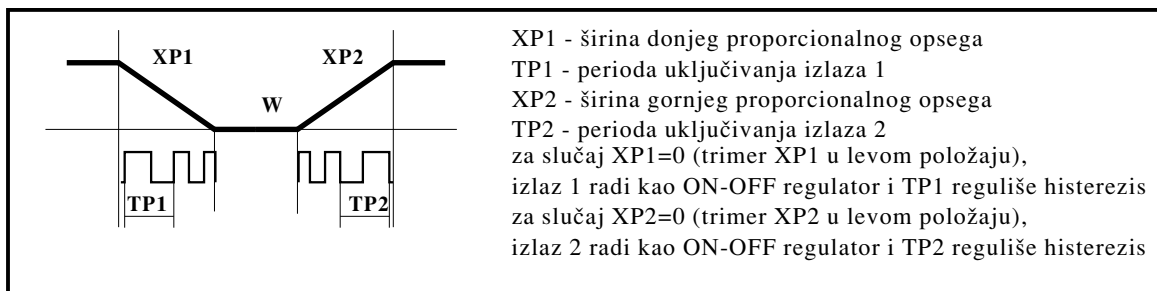 XP1
XP2
W
TP1
TP2
XP1 - širina donjeg proporcionalnog opsega
TP1 - perioda uključivanja izlaza 1
XP2 - širina gornjeg proporcionalnog opsega
TP2 - perioda uključivanja izlaza 2
za slučaj XP1=0 (trimer XP1 u levom položaju),
izlaz 1 radi kao ON-OFF regulator i TP1 reguliše histerezis
za slučaj XP2=0 (trimer XP2 u levom položaju),
izlaz 2 radi kao ON-OFF regulator i TP2 reguliše histerezis